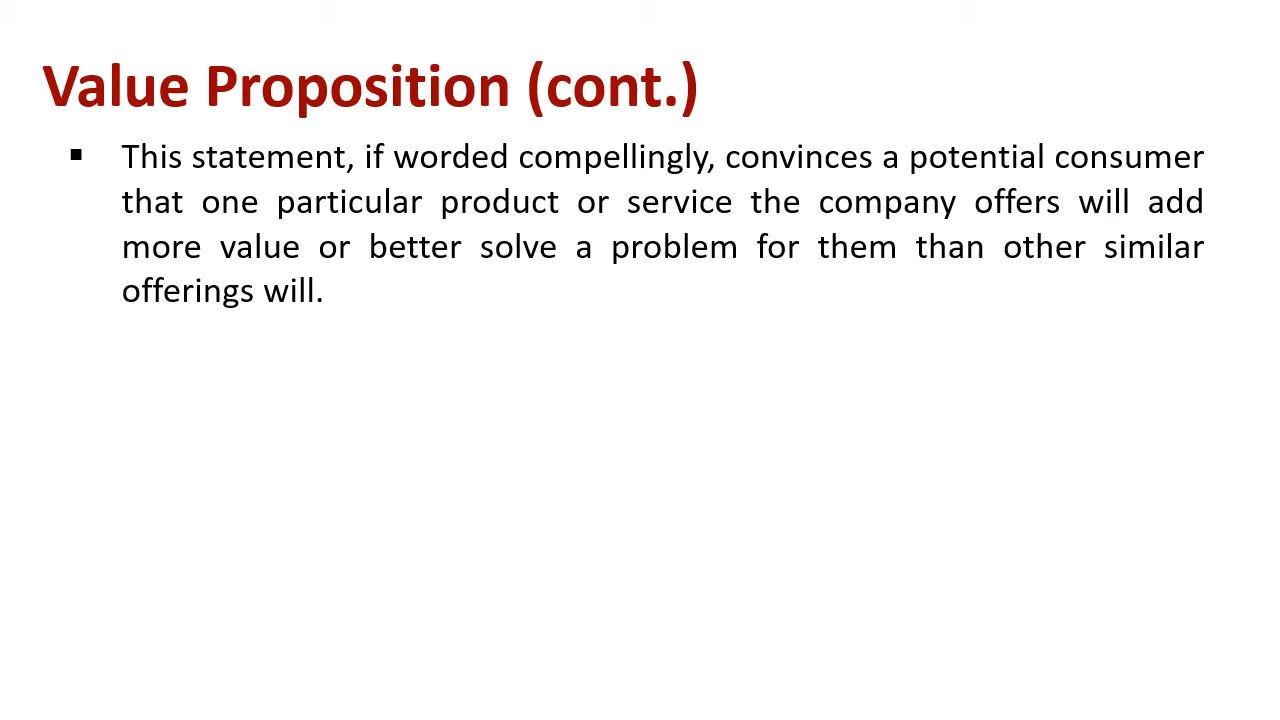 Value Proposition (cont.)
▪ This statement, if worded compellingly, convinces a potential consumer
that one particular product or service the company offers will add
more value or better solve a problem for them than other similar
offerings will.